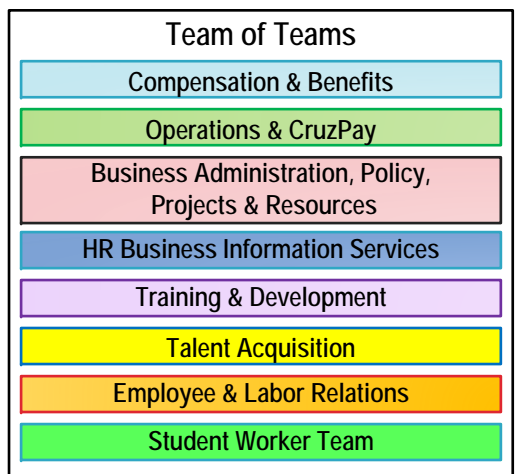 Team of Teams
Compensation & Benefits
Operations & CruzPay
Business Administration, Policy,
Projects & Resources
HR Business Information Services
Training & Development
Talent Acquisition
Employee & Labor Relations
Student Worker Team